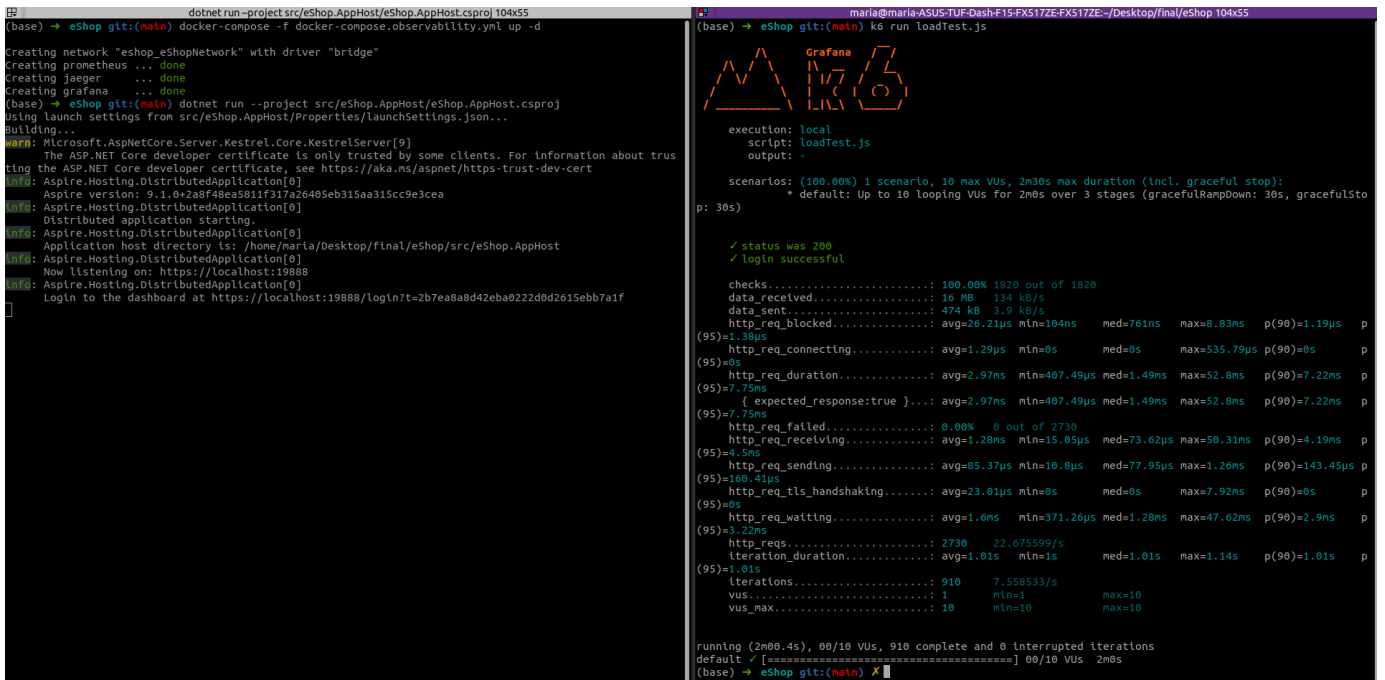 dotnet run --project src/eShop.AppHost/eShop.AppHost.csproj 104x55
(base) → eShop git:(main) docker-compose -f docker-compose.observability.yml up -d
Creating network "eshop_eShopNetwork" with driver "bridge"
Creating prometheus ... done
Creating jaeger ... done
Creating grafana ... done
(base) → eShop git:(main) dotnet run --project src/eShop.AppHost/eShop.AppHost.csproj
Using launch settings from src/eShop.AppHost/Properties/launchSettings.json...
Building...
warn: Microsoft.AspNetCore.Server.Kestrel.Core.KestrelServer[9]
The ASP.NET Core developer certificate is only trusted by some clients. For information about trus
ting the ASP.NET Core developer certificate, see https://aka.ms/aspnet/https-trust-dev-cert
info: Aspire.Hosting.DistributedApplication[0]
Aspire version: 9.1.0+2a8f48ea5811f317a26405eb315aa315cc9e3cea
info: Aspire.Hosting.DistributedApplication[0]
Distributed application starting.
info: Aspire.Hosting.DistributedApplication[0]
Application host directory is: /home/maria/Desktop/final/eShop/src/eShop.AppHost
info: Aspire.Hosting.DistributedApplication[0]
Now listening on: https://localhost:19888
info: Aspire.Hosting.DistributedApplication[0]
Login to the dashboard at https://localhost:19888/login?t=2b7ea8a8d42eba0222d0d2615ebb7a1f
maria@maria-ASUS-TUF-Dash-F15-FX517ZE-FX517ZE:~/Desktop/final/eShop 104x55
(base) → eShop git:(main) k6 run loadTest.js
Grafana
execution: local
script: loadTest.js
output: -
scenarios: (100.00%) 1 scenario, 10 max VUs, 2m30s max duration (incl. graceful stop):
* default: Up to 10 looping VUs for 2m0s over 3 stages (gracefulRampDown: 30s, gracefulSto
p: 30s)
✓ status was 200
✓ login successful
checks.........................: 100.00% 1820 out of 1820
data_received..................: 16 MB 134 kB/s
data_sent......................: 474 kB 3.9 kB/s
http_req_blocked...............: avg=26.21µs min=104ns med=761ns max=8.83ms p(90)=1.19µs p
(95)=1.38µs
http_req_connecting............: avg=1.29µs min=0s med=0s max=535.79µs p(90)=0s p
(95)=0s
http_req_duration..............: avg=2.97ms min=407.49µs med=1.49ms max=52.8ms p(90)=7.22ms p
(95)=7.75ms
{ expected_response:true }...: avg=2.97ms min=407.49µs med=1.49ms max=52.8ms p(90)=7.22ms p
(95)=7.75ms
http_req_failed................: 0.00% 0 out of 2730
http_req_receiving.............: avg=1.28ms min=15.05µs med=73.62µs max=50.31ms p(90)=4.19ms p
(95)=4.5ms
http_req_sending...............: avg=85.37µs min=10.8µs med=77.95µs max=1.26ms p(90)=143.45µs p
(95)=160.41µs
http_req_tls_handshaking.......: avg=23.01µs min=0s med=0s max=7.92ms p(90)=0s p
(95)=0s
http_req_waiting...............: avg=1.6ms min=371.26µs med=1.28ms max=47.62ms p(90)=2.9ms p
(95)=3.22ms
http_reqs......................: 2730 22.675599/s
iteration_duration.............: avg=1.01s min=1s med=1.01s max=1.14s p(90)=1.01s p
(95)=1.01s
iterations.....................: 910 7.558533/s
vus............................: 1 min=1 max=10
vus_max........................: 10 min=10 max=10
running (2m00.4s), 00/10 VUs, 910 complete and 0 interrupted iterations
default ✓ [======================================] 00/10 VUs 2m0s
(base) → eShop git:(main) ✗